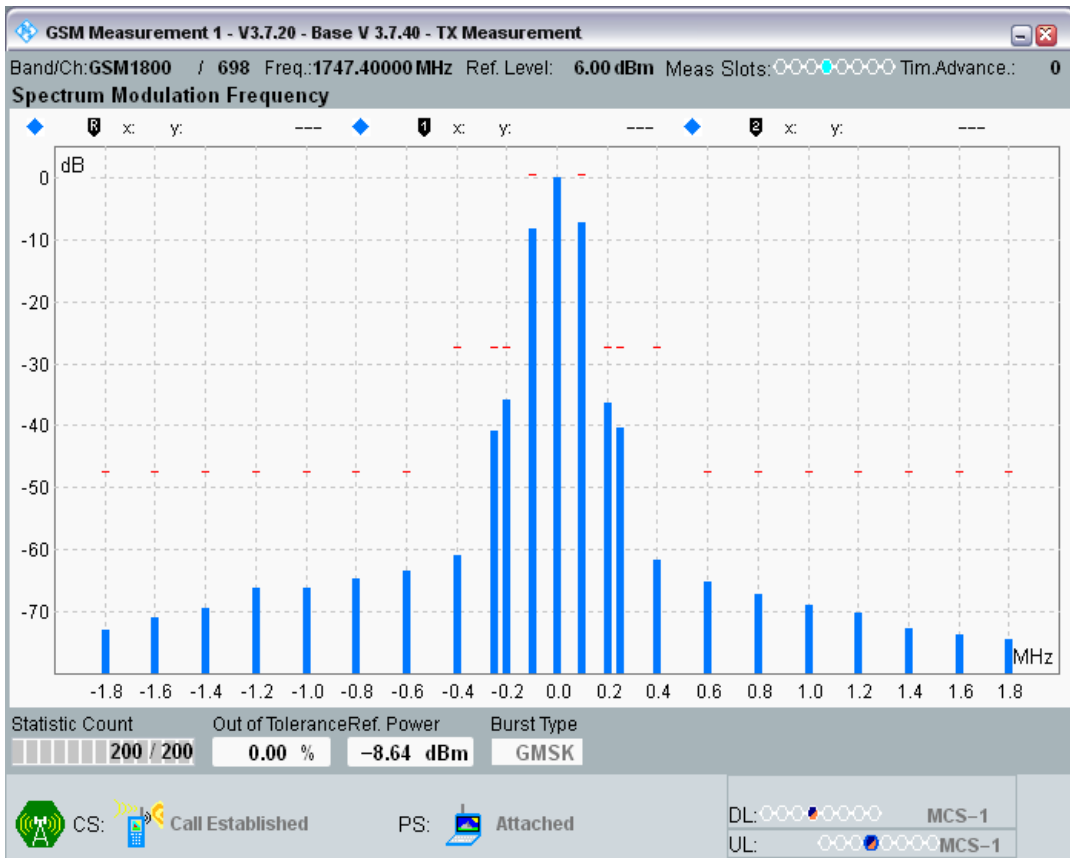 GSM Measurement 1 - V3.7.20 - Base V 3.7.40 - TX Measurement
Band/Ch:GSM1800 / 698 Freq.:1747.40000 MHz Ref. Level: 6.00 dBm Meas Slots: Tim.Advance.: 0
Spectrum Modulation Frequency
R x: y: --- 1 x: y: --- 2 x: y: ---
dB
0
-10
-20
-30
-40
-50
-60
-70
MHz
-1.8 -1.6 -1.4 -1.2 -1.0 -0.8 -0.6 -0.4 -0.2 0.0 0.2 0.4 0.6 0.8 1.0 1.2 1.4 1.6 1.8
Statistic Count Out of Tolerance Ref. Power Burst Type
200 / 200 0.00 % -8.64 dBm GMSK
CS: Call Established PS: Attached
DL: MCS-1
UL: MCS-1